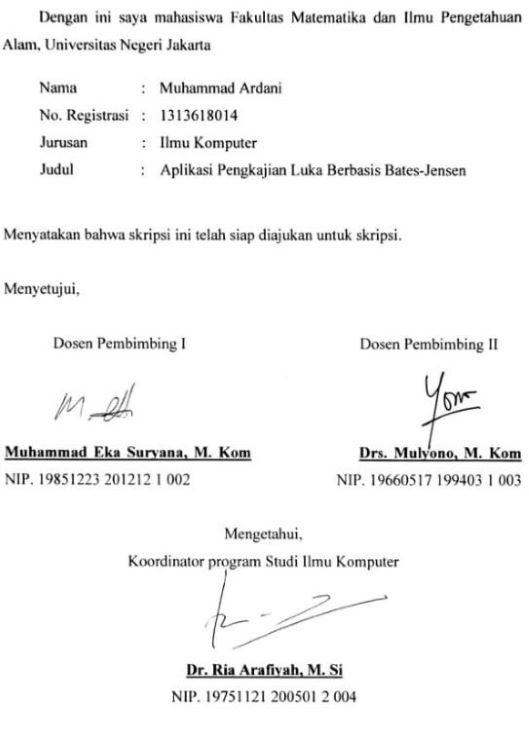 Dengan ini saya mahasiswa Fakultas Matematika dan Ilmu Pengetahuan
Alam, Universitas Negeri Jakarta
Nama : Muhammad Ardani
No. Registrasi : 1313618014
Jurusan : Ilmu Komputer
Judul : Aplikasi Pengkajian Luka Berbasis Bates-Jensen
Menyatakan bahwa skripsi ini telah siap diajukan untuk skripsi.
Menyetujui,
Dosen Pembimbing I Dosen Pembimbing II
Muhammad Eka Suryana, M. Kom Drs. Mulyono, M. Kom
NIP. 19851223 201212 1 002 NIP. 19660517 199403 1 003
Mengetahui,
Koordinator program Studi Ilmu Komputer
Dr. Ria Arafiyah, M. Si
NIP. 19751121 200501 2 004